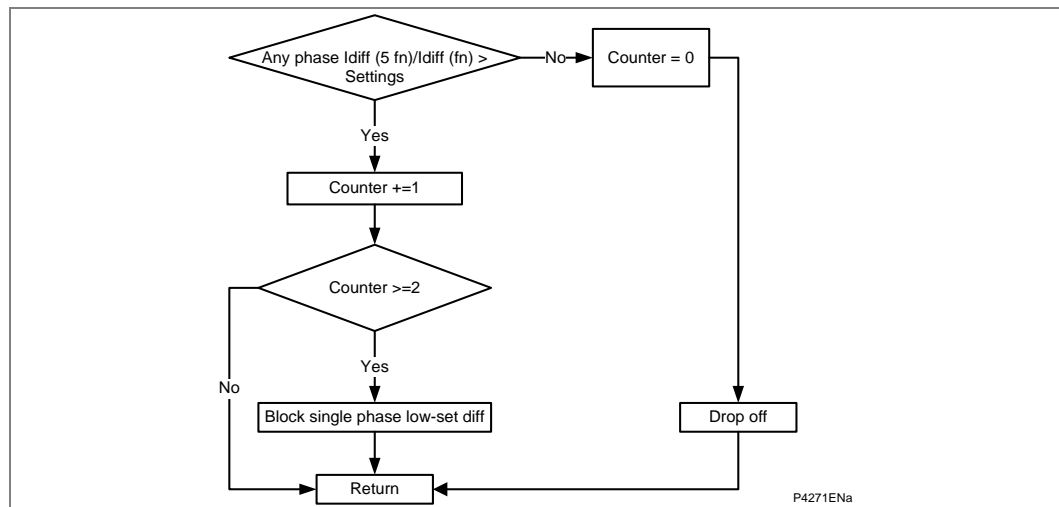 Any phase Idiff (5 fn)/Idiff (fn) >
Settings
No
Counter = 0
Yes
Counter +=1
Counter >=2
Yes
No
Block single phase low-set diff
Drop off
Return
P4271ENa